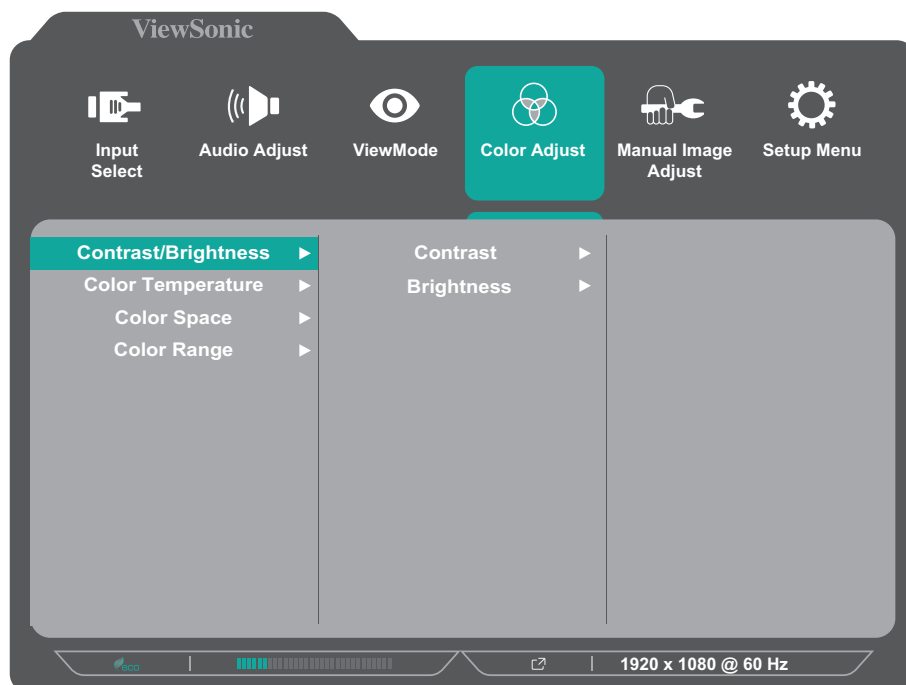 ViewSonic
Input Select
Audio Adjust
ViewMode
Color Adjust
Manual Image Adjust
Setup Menu
Contrast/Brightness
Color Temperature
Color Space
Color Range
Contrast
Brightness
eco
1920 x 1080 @ 60 Hz